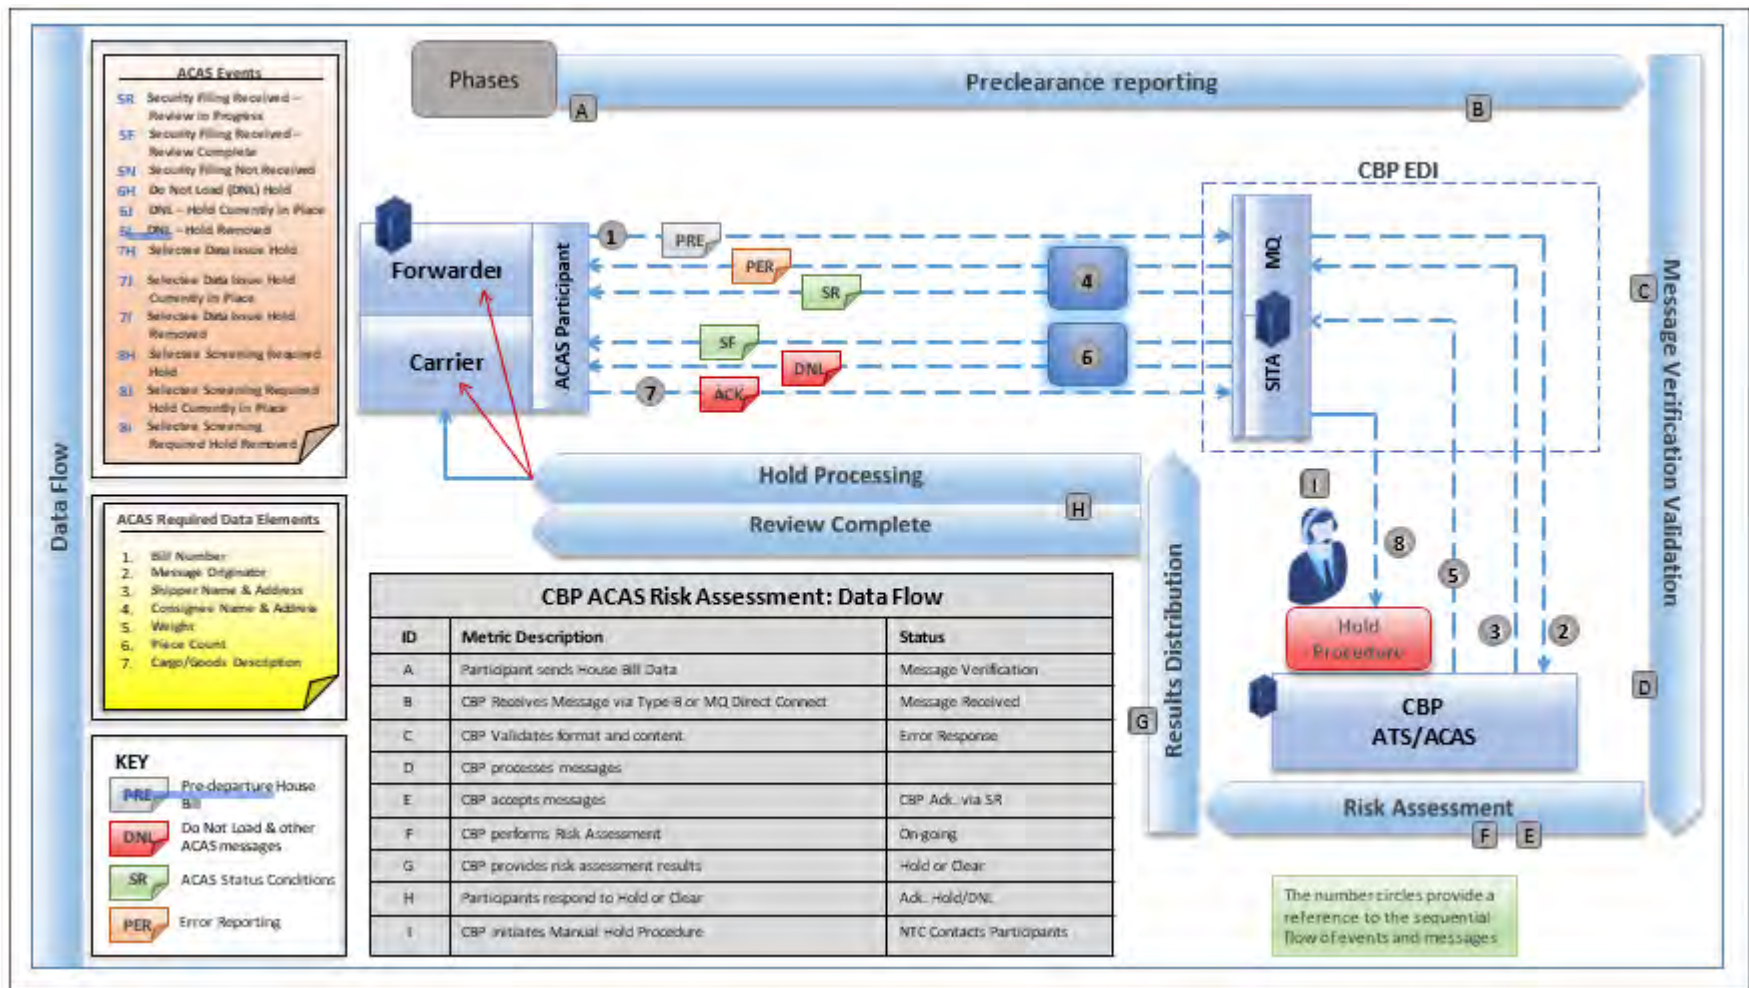 Data Flow
ACAS Events
SR Security Filing Received –
Review in Progress
SF Security Filing Received –
Review Complete
SN Security Filing Not Received
6H Do Not Load (DNL) Hold
6J DNL – Hold Currently in Place
DNL – Hold Removed
7H Selectee Data Issue Hold
7J Selectee Data Issue Hold
Currently in Place
7I Selectee Data Issue Hold
Removed
8H Selectee Screening Required
Hold
8J Selectee Screening Required
Hold Currently in Place
8I Selectee Screening
Required Hold Removed
ACAS Required Data Elements
1. Bill Number
2. Message Originator
3. Shipper Name & Address
4. Consignee Name & Address
5. Weight
6. Piece Count
7. Cargo/Goods Description
KEY
PRE Pre-departure House
Bill
DNL Do Not Load & other
ACAS messages
SR ACAS Status Conditions
PER Error Reporting
Phases
Preclearance reporting
A
B
CBP EDI
Forwarder
Carrier
ACAS Participant
1
PRE
PER
SR
4
SF
DNL
6
7
ACK
MQ
SITA
C
Message Verification Validation
Hold Processing
H
Review Complete
I
8
5
3
2
Hold
Procedure
Results Distribution
G
D
CBP
ATS/ACAS
Risk Assessment
F
E
CBP ACAS Risk Assessment: Data Flow
ID Metric Description Status
A Participant sends House Bill Data Message Verification
B CBP Receives Message via Type-B or MQ Direct Connect Message Received
C CBP Validates format and content Error Response
D CBP processes messages
E CBP accepts messages CBP Ack. via SR
F CBP performs Risk Assessment On-going
G CBP provides risk assessment results Hold or Clear
H Participants respond to Hold or Clear Ack. Hold/DNL
I CBP initiates Manual Hold Procedure NTC Contacts Participants
The number circles provide a
reference to the sequential
flow of events and messages